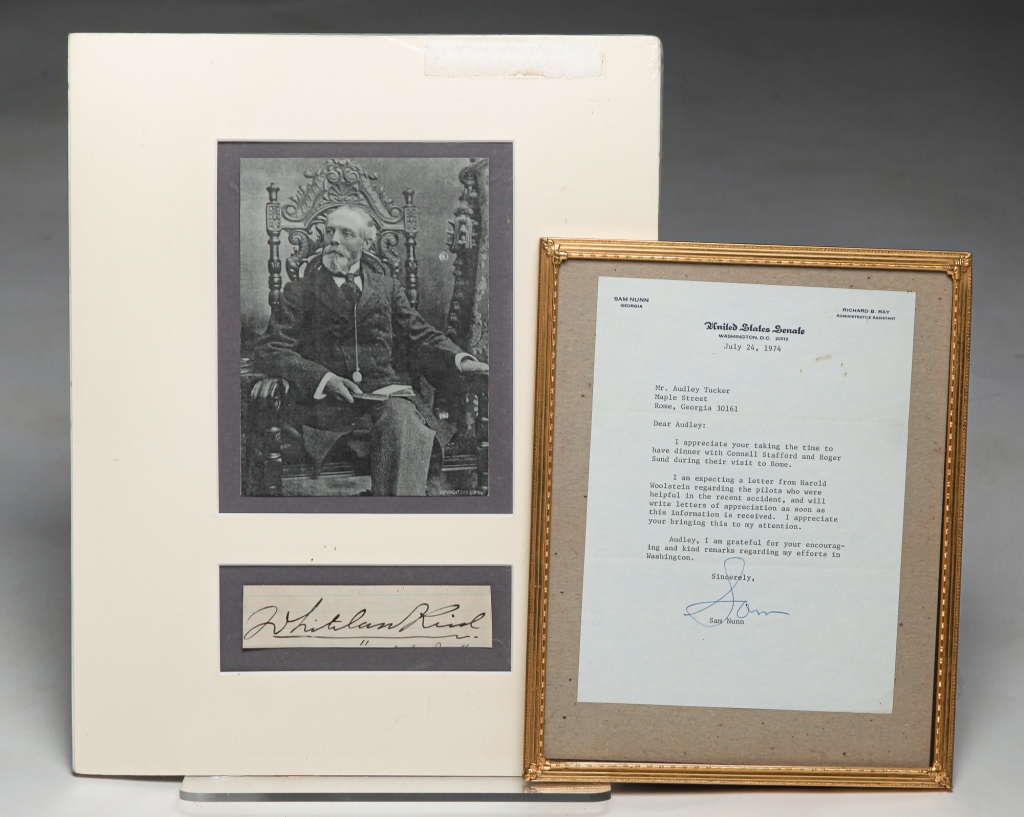 Whitelaw Reid
SAM NUNN
GEORGIA
RICHARD B. RAY
ADMINISTRATIVE ASSISTANT
United States Senate
WASHINGTON, D.C. 20510
July 24, 1974
Mr. Audley Tucker
Maple Street
Rome, Georgia 30161
Dear Audley:
I appreciate your taking the time to
have dinner with Connell Stafford and Roger
Sund during their visit to Rome.
I am expecting a letter from Harold
Woolstein regarding the pilots who were
helpful in the recent accident, and will
write letters of appreciation as soon as
this information is received. I appreciate
your bringing this to my attention.
Audley, I am grateful for your encourag-
ing and kind remarks regarding my efforts in
Washington.
Sincerely,
Sam
Sam Nunn